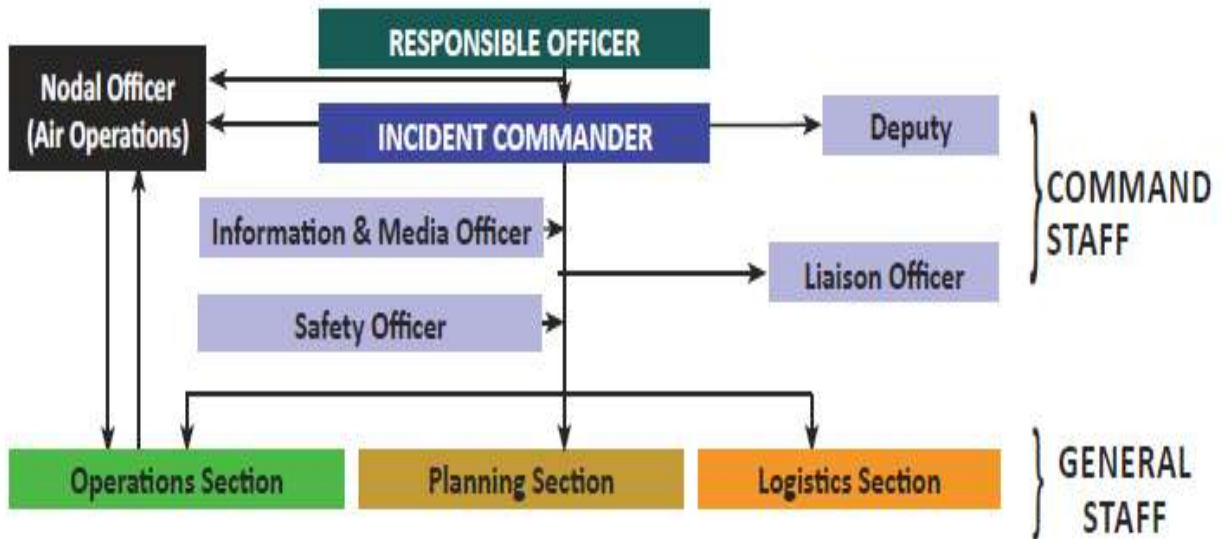 RESPONSIBLE OFFICER
Nodal Officer
(Air Operations)
INCIDENT COMMANDER
Deputy
COMMAND
STAFF
Information & Media Officer
Liaison Officer
Safety Officer
Operations Section
Planning Section
Logistics Section
GENERAL
STAFF